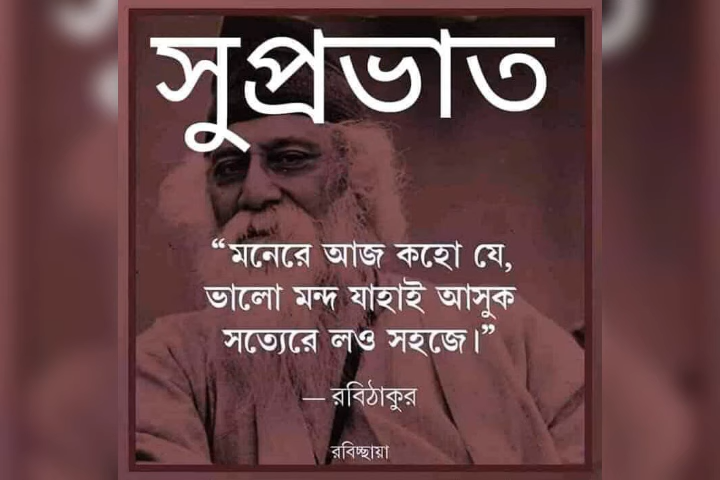 সুপ্রভাত
“মনেরে আজ কহো যে,
ভালো মন্দ যাহাই আসুক
সত্যেরে লও সহজে।”
— রবিঠাকুর
রবিচ্ছায়া